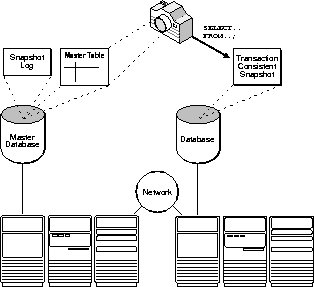 SELECT...
FROM...;
Snapshot
Log
Master Table
Transaction
Consistent
Snapshot
Master
Database
Database
Network